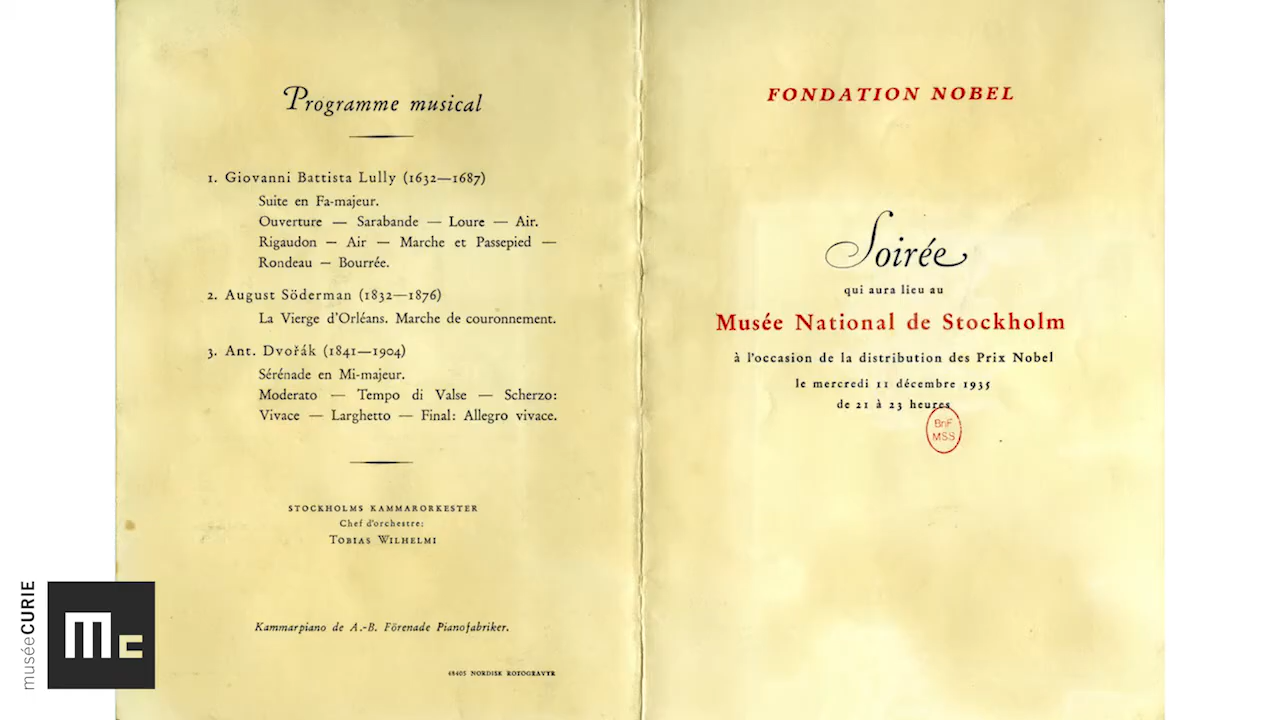 Programme musical
1. Giovanni Battista Lully (1632—1687)
Suite en Fa-majeur.
Ouverture — Sarabande — Loure — Air.
Rigaudon — Air — Marche et Passepied —
Rondeau — Bourrée.
2. August Söderman (1832—1876)
La Vierge d'Orléans. Marche de couronnement.
3. Ant. Dvořák (1841—1904)
Sérénade en Mi-majeur.
Moderato — Tempo di Valse — Scherzo:
Vivace — Larghetto — Final: Allegro vivace.
STOCKHOLMS KAMMARORKESTER
Chef d'orchestre:
TOBIAS WILHELMI
Kammarpiano de A.-B. Förenade Pianofabriker.
48405 NORDISK ROTOGRAVYR
FONDATION NOBEL
Soirée
qui aura lieu au
Musée National de Stockholm
à l'occasion de la distribution des Prix Nobel
le mercredi 11 décembre 1935
de 21 à 23 heures
BnF
MSS
muséeCURIE
Mc